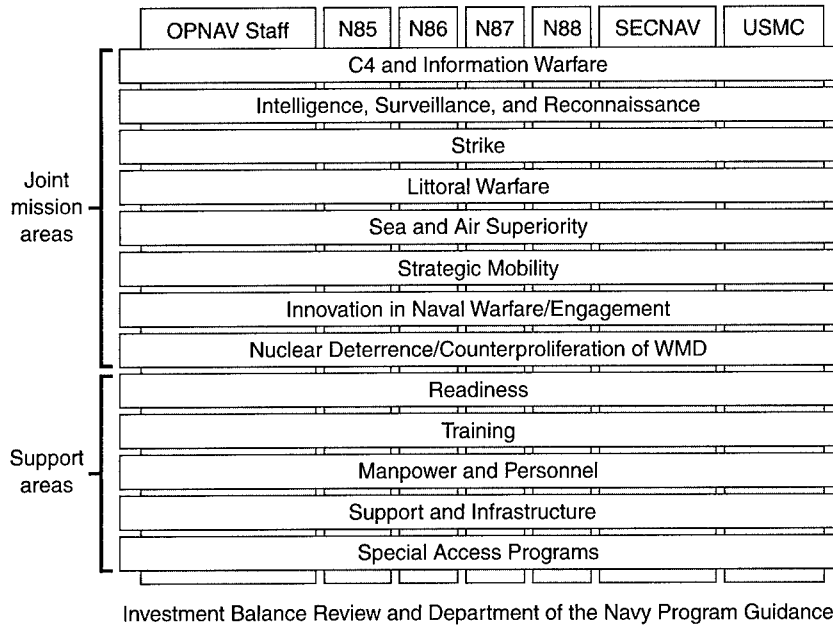 OPNAV Staff N85 N86 N87 N88 SECNAV USMC
C4 and Information Warfare
Intelligence, Surveillance, and Reconnaissance
Strike
Littoral Warfare
Sea and Air Superiority
Strategic Mobility
Innovation in Naval Warfare/Engagement
Nuclear Deterrence/Counterproliferation of WMD
Joint
mission
areas
Readiness
Training
Manpower and Personnel
Support and Infrastructure
Special Access Programs
Support
areas
Investment Balance Review and Department of the Navy Program Guidance